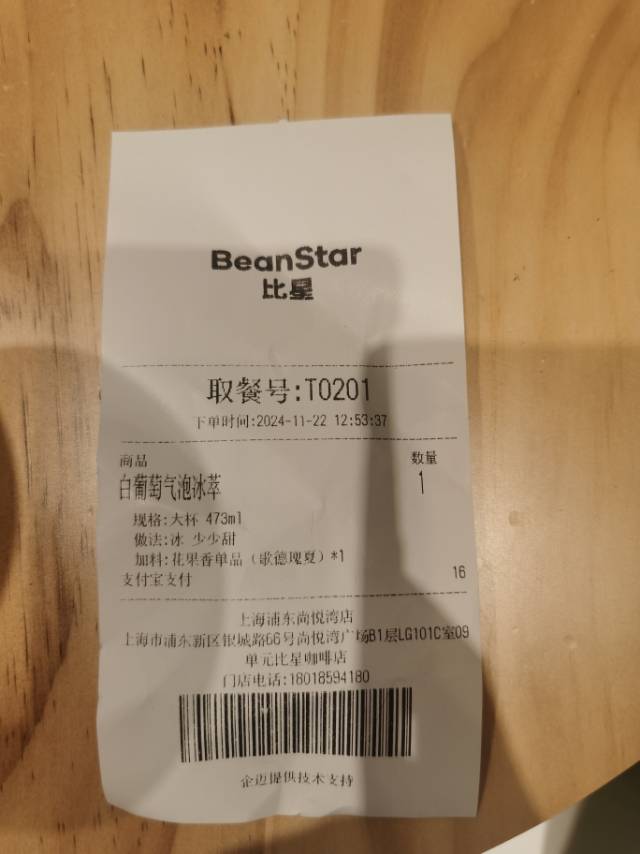 BeanStar
比星
取餐号:T0201
下单时间:2024-11-22 12:53:37
商品 数量
白葡萄气泡冰萃 1
规格:大杯 473ml
做法:冰 少少甜
加料:花果香单品（歌德瑰夏）*1
支付宝支付 16
上海浦东尚悦湾店
上海市浦东新区银城路66号尚悦湾广场B1层LG101C室09
单元比星咖啡店
门店电话:18018594180
企迈提供技术支持